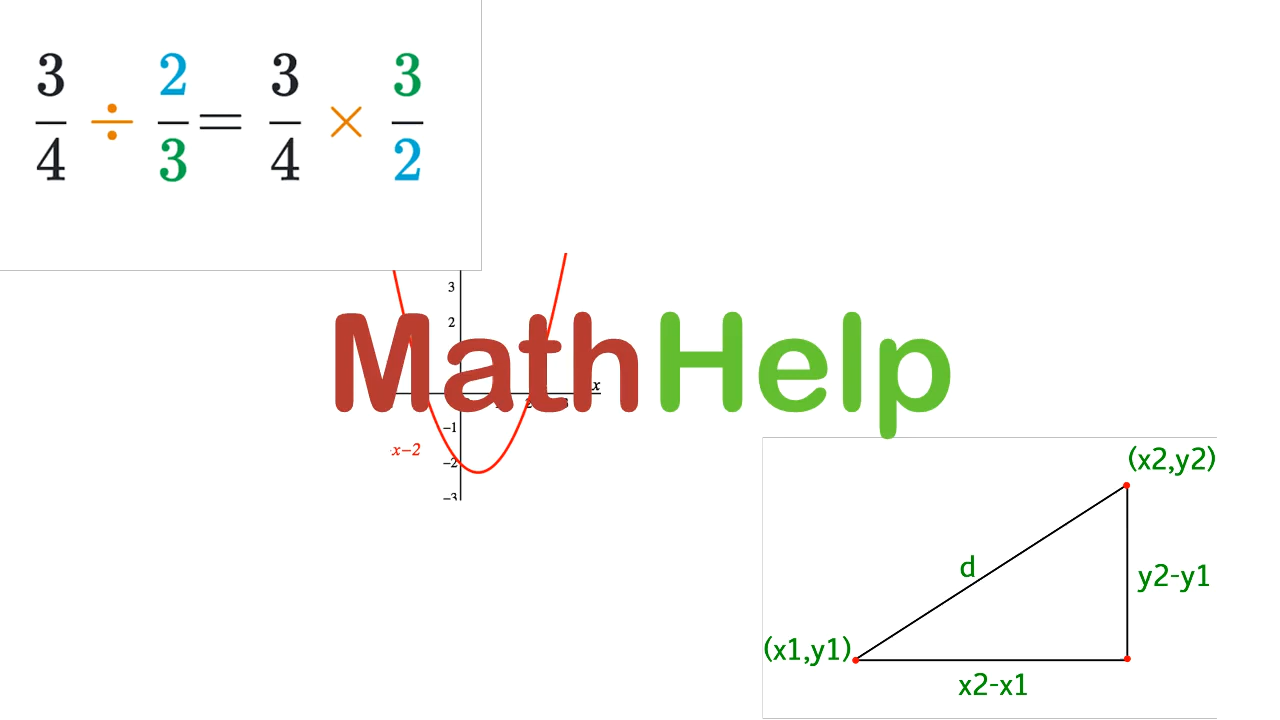 3/4 ÷ 2/3 = 3/4 × 3/2
3
2
MathHelp
x
−1
x−2
−2
−3
(x2,y2)
d
y2-y1
(x1,y1)
x2-x1